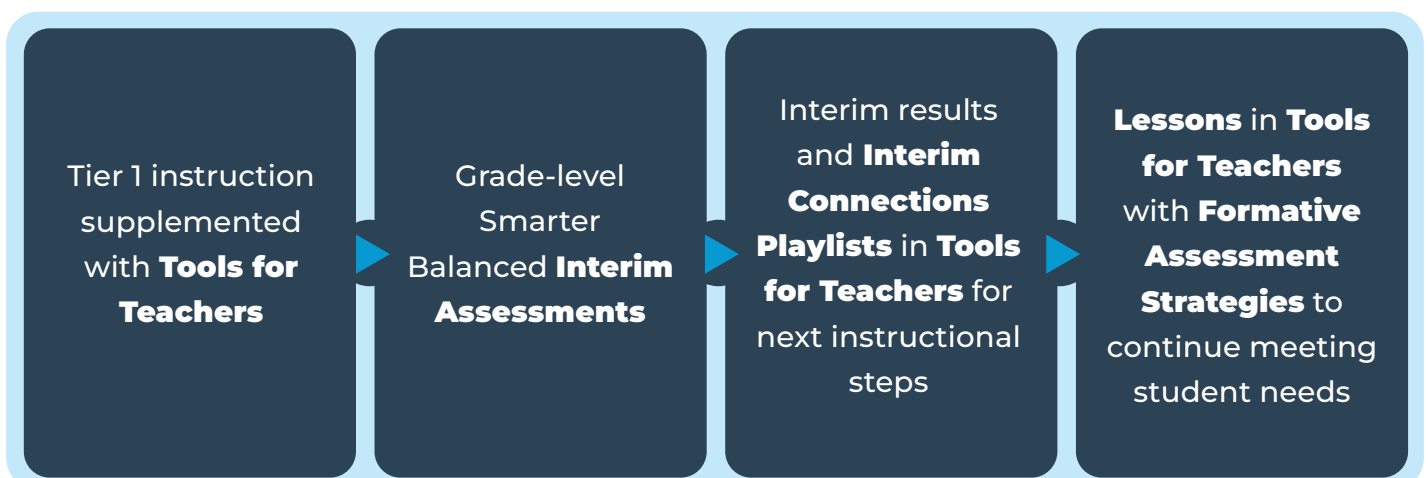 Tier 1 instruction
supplemented
with Tools for
Teachers
Grade-level
Smarter
Balanced Interim
Assessments
Interim results
and Interim
Connections
Playlists in Tools
for Teachers for
next instructional
steps
Lessons in Tools
for Teachers
with Formative
Assessment
Strategies to
continue meeting
student needs